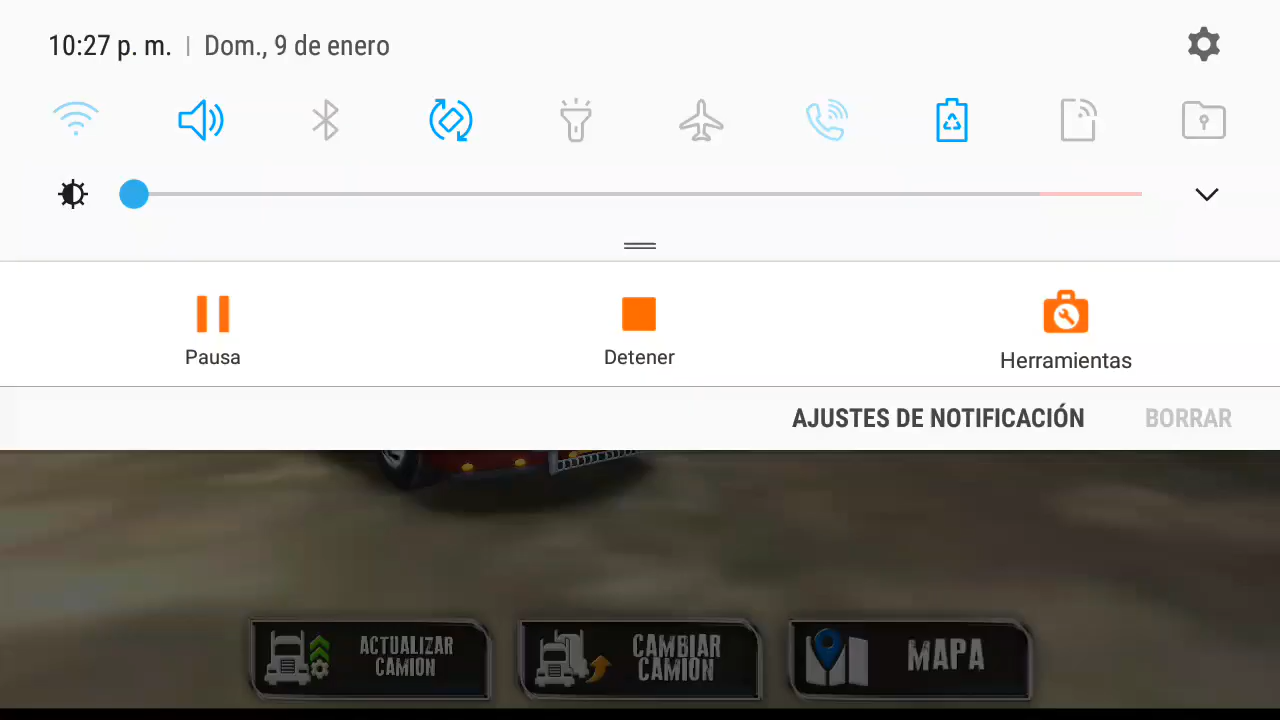 10:27 p. m. | Dom., 9 de enero
Pausa
Detener
Herramientas
AJUSTES DE NOTIFICACIÓN
BORRAR
ACTUALIZAR
CAMION
CAMBIAR
CAMION
MAPA